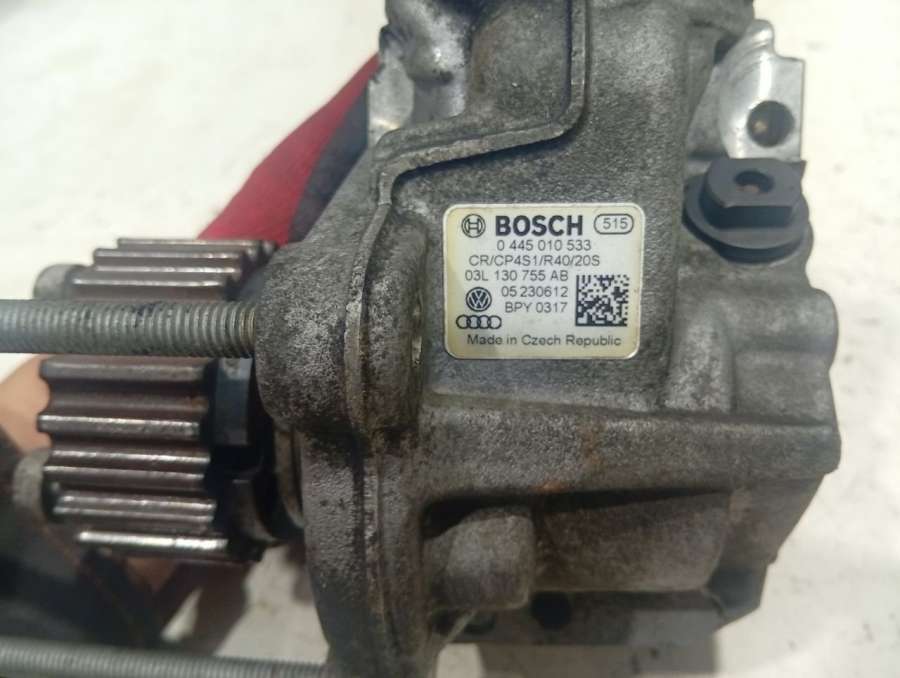 BOSCH 515
0 445 010 533
CR/CP4S1/R40/20S
03L 130 755 AB
05 230612
BPY 0317
Made in Czech Republic